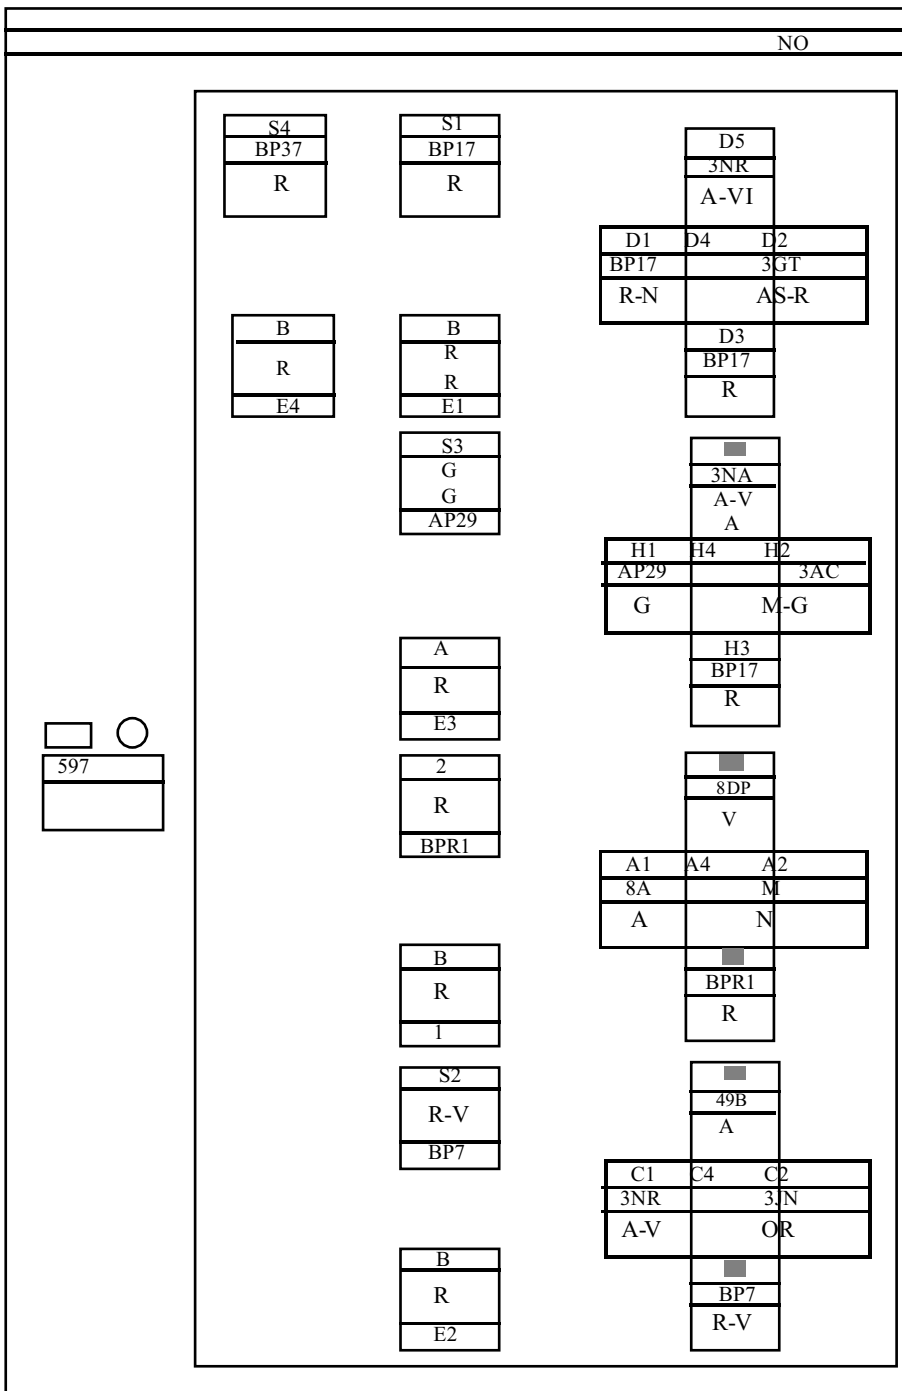 NO
S4
BP37
R
S1
BP17
R
D5
3NR
A-VI
D1 D4 D2
BP17 3GT
R-N AS-R
D3
BP17
R
B
R
E4
B
R
R
E1
S3
G
G
AP29
3NA
A-V
A
H1 H4 H2
AP29 3AC
G M-G
H3
BP17
R
A
R
E3
597
2
R
BPR1
8DP
V
A1 A4 A2
8A M
A N
BPR1
R
B
R
1
S2
R-V
BP7
49B
A
C1 C4 C2
3NR 3JN
A-V OR
BP7
R-V
B
R
E2